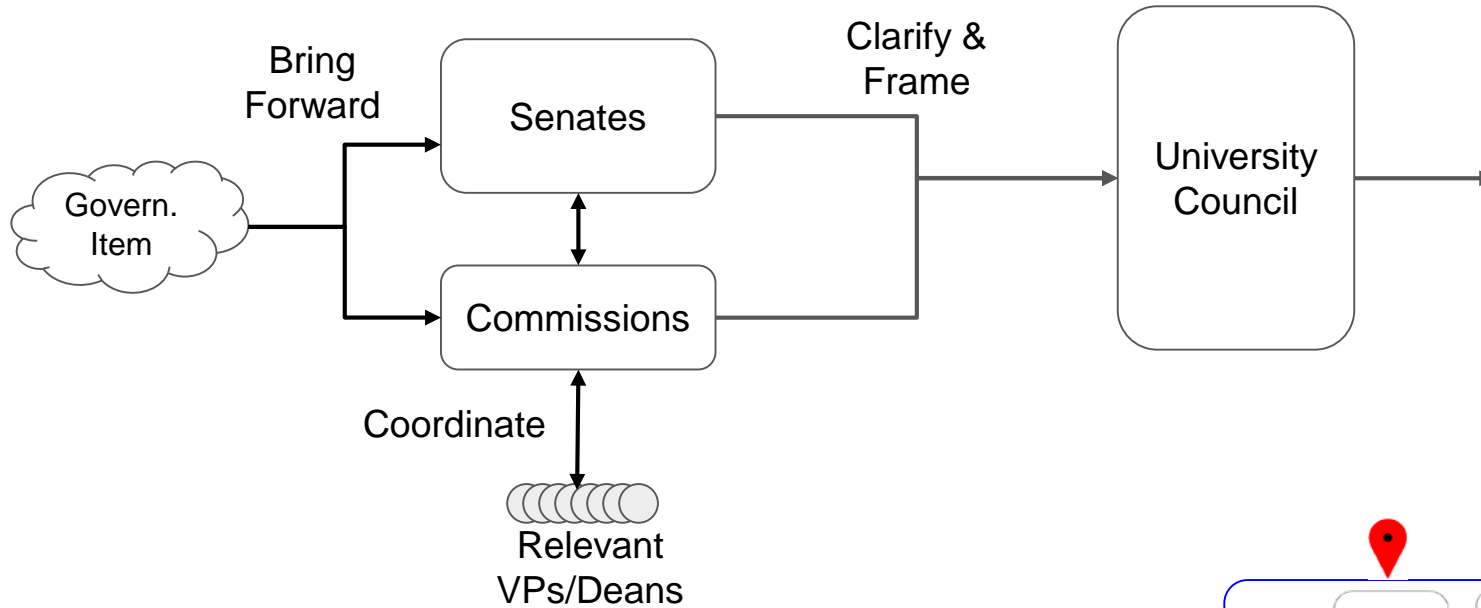 Bring
Forward
Clarify &
Frame
Senates
University
Council
Govern.
Item
Commissions
Coordinate
Relevant
VPs/Deans